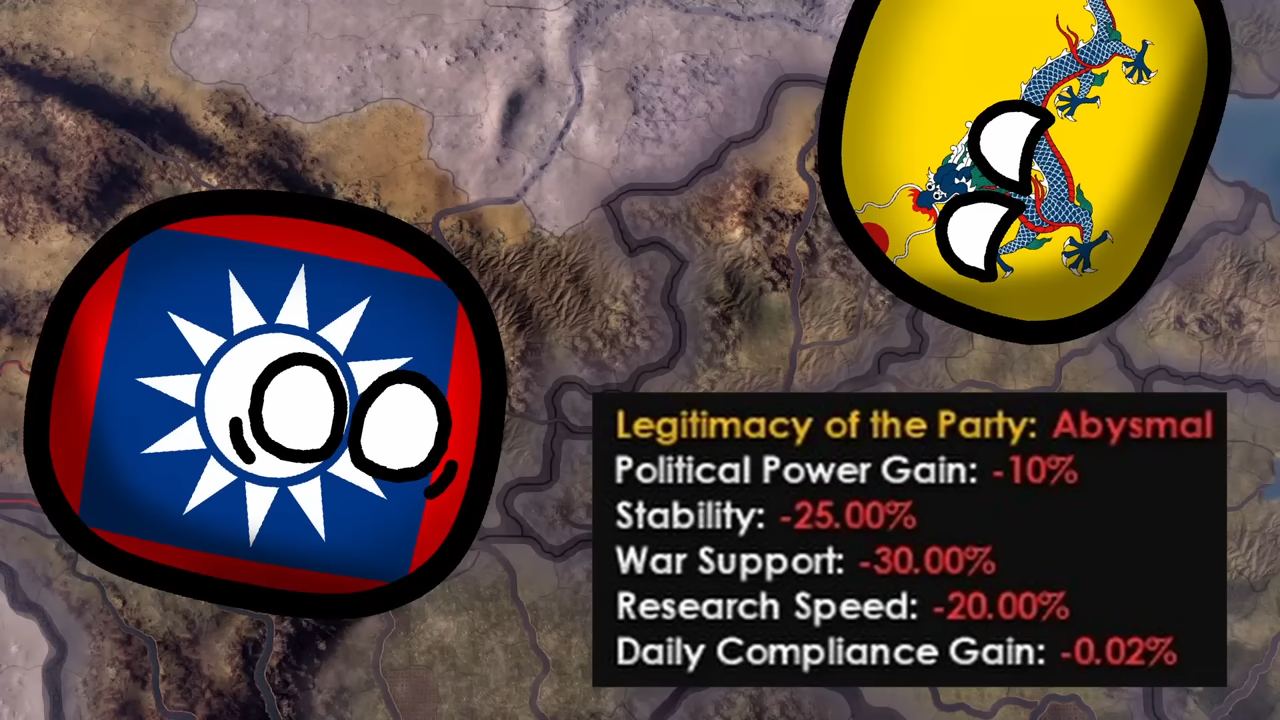 Legitimacy of the Party: Abysmal
Political Power Gain: -10%
Stability: -25.00%
War Support: -30.00%
Research Speed: -20.00%
Daily Compliance Gain: -0.02%